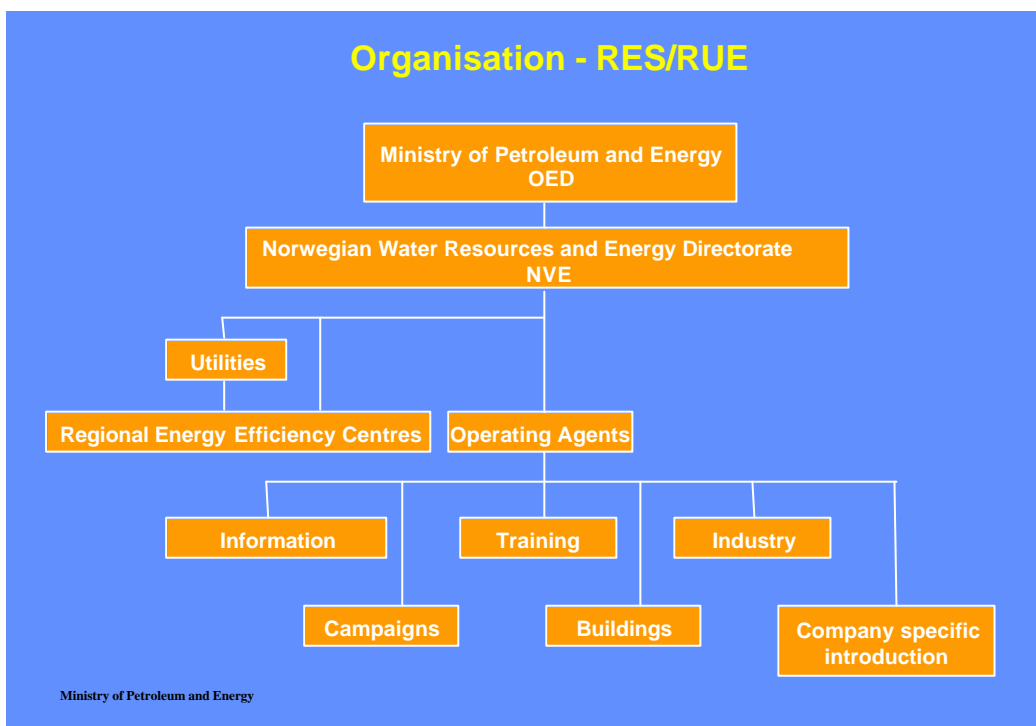 Organisation - RES/RUE
Ministry of Petroleum and Energy
OED
Norwegian Water Resources and Energy Directorate
NVE
Utilities
Regional Energy Efficiency Centres
Operating Agents
Information
Training
Industry
Campaigns
Buildings
Company specific
introduction
Ministry of Petroleum and Energy